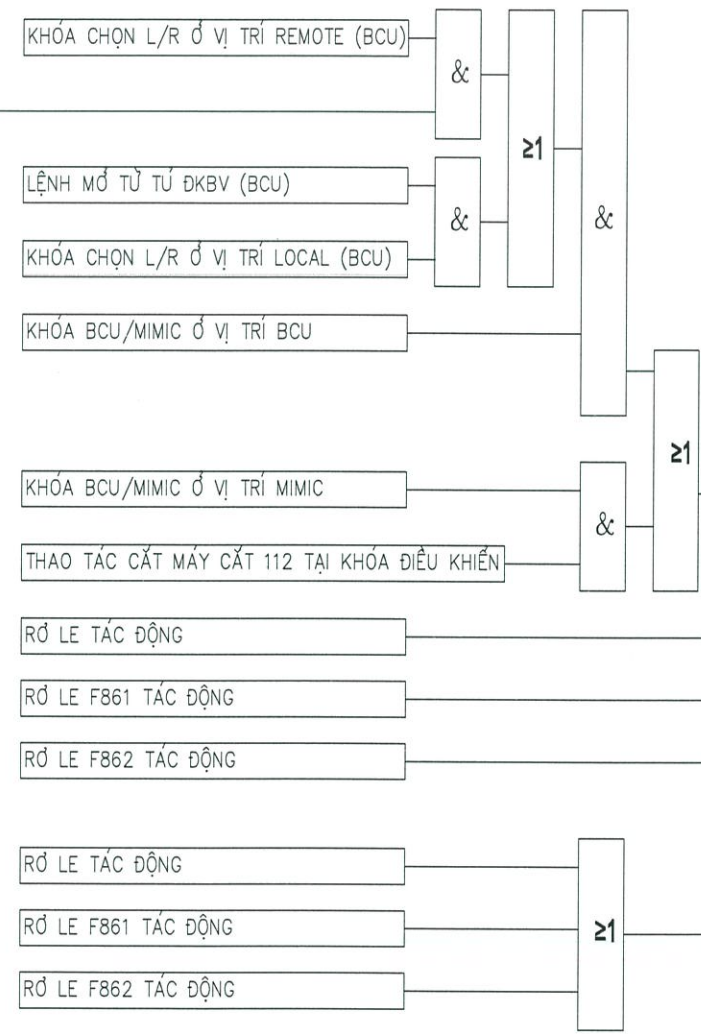 KHÓA CHỌN L/R Ở VỊ TRÍ REMOTE (BCU)
&
≥1
LỆNH MỞ TỪ TỦ ĐKBV (BCU)
&
&
KHÓA CHỌN L/R Ở VỊ TRÍ LOCAL (BCU)
KHÓA BCU/MIMIC Ở VỊ TRÍ BCU
≥1
KHÓA BCU/MIMIC Ở VỊ TRÍ MIMIC
&
THAO TÁC CẮT MÁY CẮT 112 TẠI KHÓA ĐIỀU KHIỂN
RƠ LE TÁC ĐỘNG
RƠ LE F861 TÁC ĐỘNG
RƠ LE F862 TÁC ĐỘNG
RƠ LE TÁC ĐỘNG
RƠ LE F861 TÁC ĐỘNG
≥1
RƠ LE F862 TÁC ĐỘNG